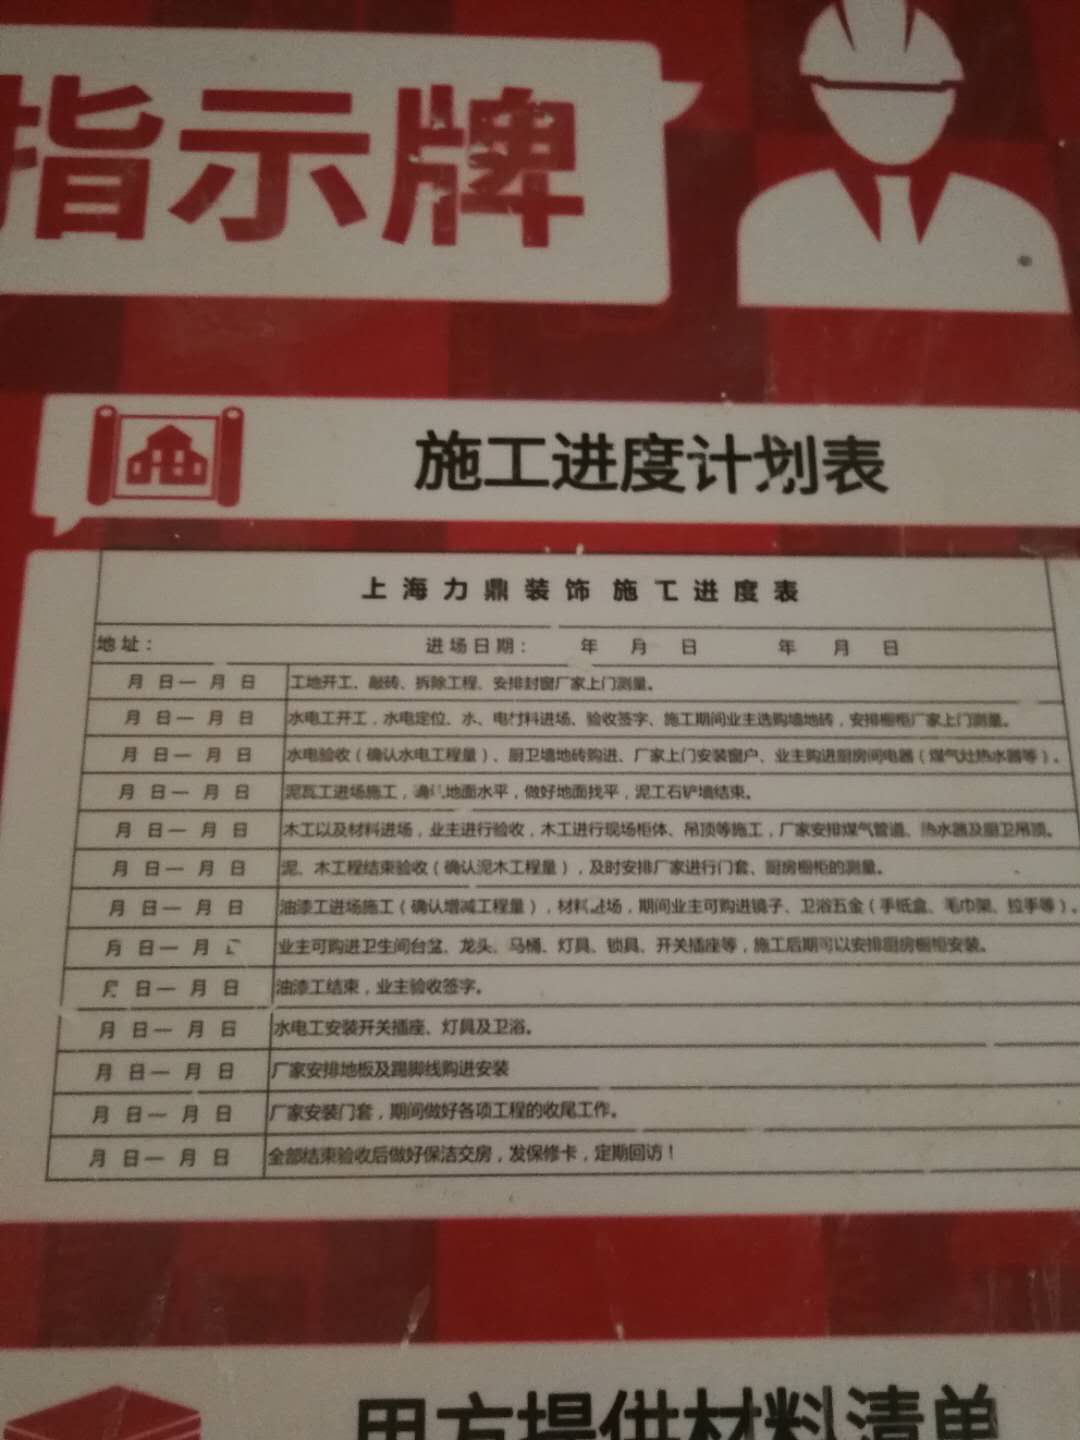 指示牌
施工进度计划表
上海力鼎装饰 施工进度表
地址： 进场日期： 年 月 日 年 月 日
月 日一 月 日 工地开工、敲砖、拆除工程、安排封窗厂家上门测量。
月 日一 月 日 水电工开工，水电定位、水、电材料进场、验收签字、施工期间业主选购墙地砖，安排橱柜厂家上门测量。
月 日一 月 日 水电验收（确认水电工程量）、厨卫墙地砖购进、厂家上门安装窗户、业主购进厨房间电器（煤气灶热水器等）。
月 日一 月 日 泥瓦工进场施工，确认地面水平，做好地面找平，泥工石铲墙结束。
月 日一 月 日 木工以及材料进场，业主进行验收，木工进行现场柜体、吊顶等施工，厂家安排煤气管道、热水器及厨卫吊顶。
月 日一 月 日 泥、木工程结束验收（确认泥木工程量），及时安排厂家进行门套、厨房橱柜的测量。
月 日一 月 日 油漆工进场施工（确认增减工程量），材料进场，期间业主可购进镜子、卫浴五金（手纸盒、毛巾架、拉手等）。
月 日一 月 日 业主可购进卫生间台盆、龙头、马桶、灯具、锁具、开关插座等，施工后期可以安排厨房橱柜安装。
月 日一 月 日 油漆工结束，业主验收签字。
月 日一 月 日 水电工安装开关插座、灯具及卫浴。
月 日一 月 日 厂家安排地板及踢脚线购进安装
月 日一 月 日 厂家安装门套，期间做好各项工程的收尾工作。
月 日一 月 日 全部结束验收后做好保洁交房，发保修卡，定期回访！
甲方提供材料清单